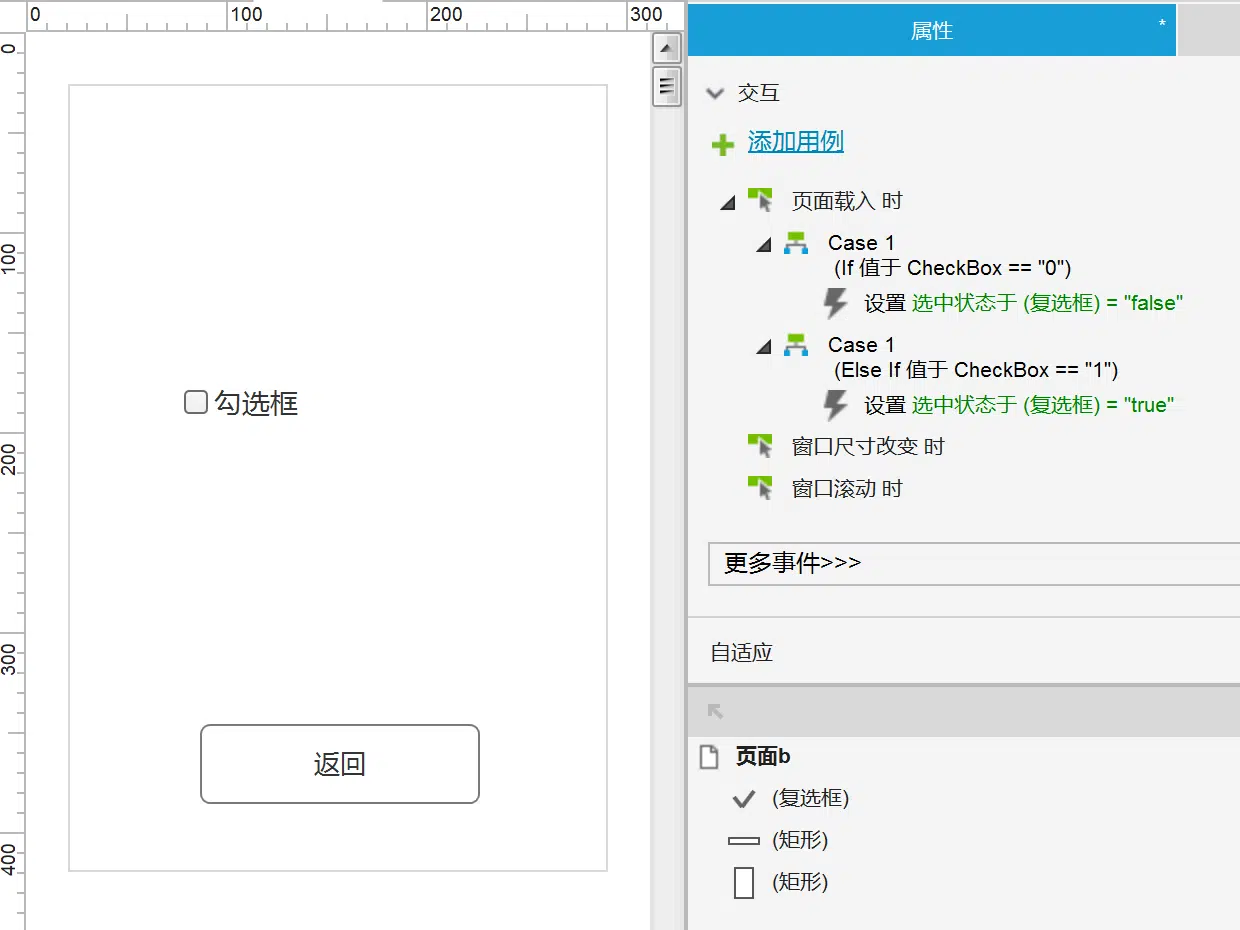 0 100 200 300
0
100
200
300
400
勾选框
返回
属性 *
交互
添加用例
页面载入 时
Case 1
(If 值于 CheckBox == "0")
设置 选中状态于 (复选框) = "false"
Case 1
(Else If 值于 CheckBox == "1")
设置 选中状态于 (复选框) = "true"
窗口尺寸改变 时
窗口滚动 时
更多事件>>>
自适应
页面b
(复选框)
(矩形)
(矩形)